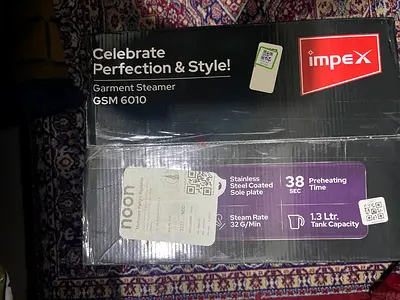 Celebrate
Perfection & Style!
Garment Steamer
GSM 6010
impex
noon
Stainless
Steel Coated
Sole plate
38
SEC
Preheating
Time
Steam Rate
32 G/Min
1.3 Ltr.
Tank Capacity